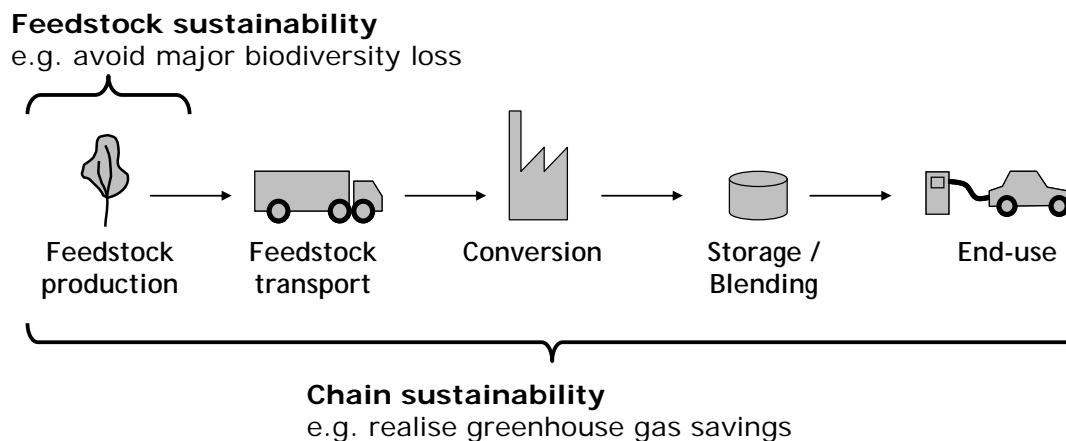 Feedstock sustainability
e.g. avoid major biodiversity loss
Feedstock
production
Feedstock
transport
Conversion
Storage /
Blending
End-use
Chain sustainability
e.g. realise greenhouse gas savings